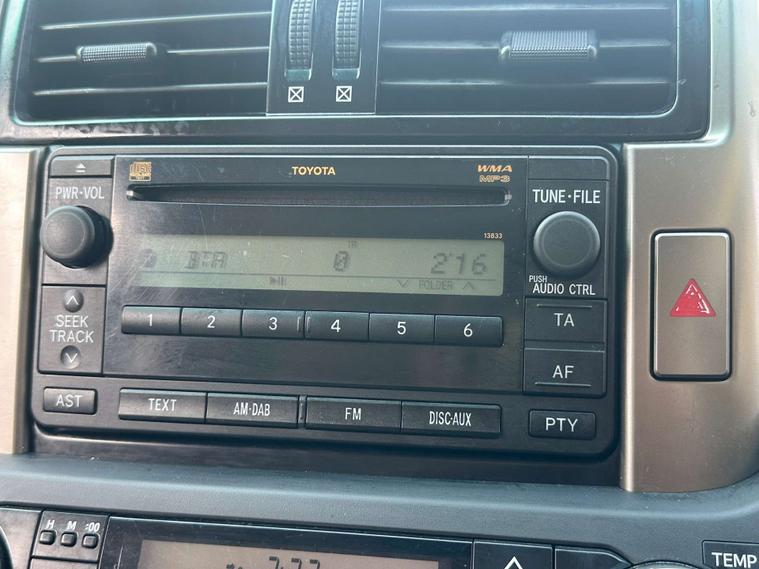 TOYOTA
WMA
MP3
PWR·VOL
TUNE·FILE
13833
BTA 0 2'16
FOLDER
PUSH
AUDIO CTRL
1 2 3 4 5 6
SEEK
TRACK
TA
AF
AST
TEXT
AM·DAB
FM
DISC·AUX
PTY
H M :00
TEMP